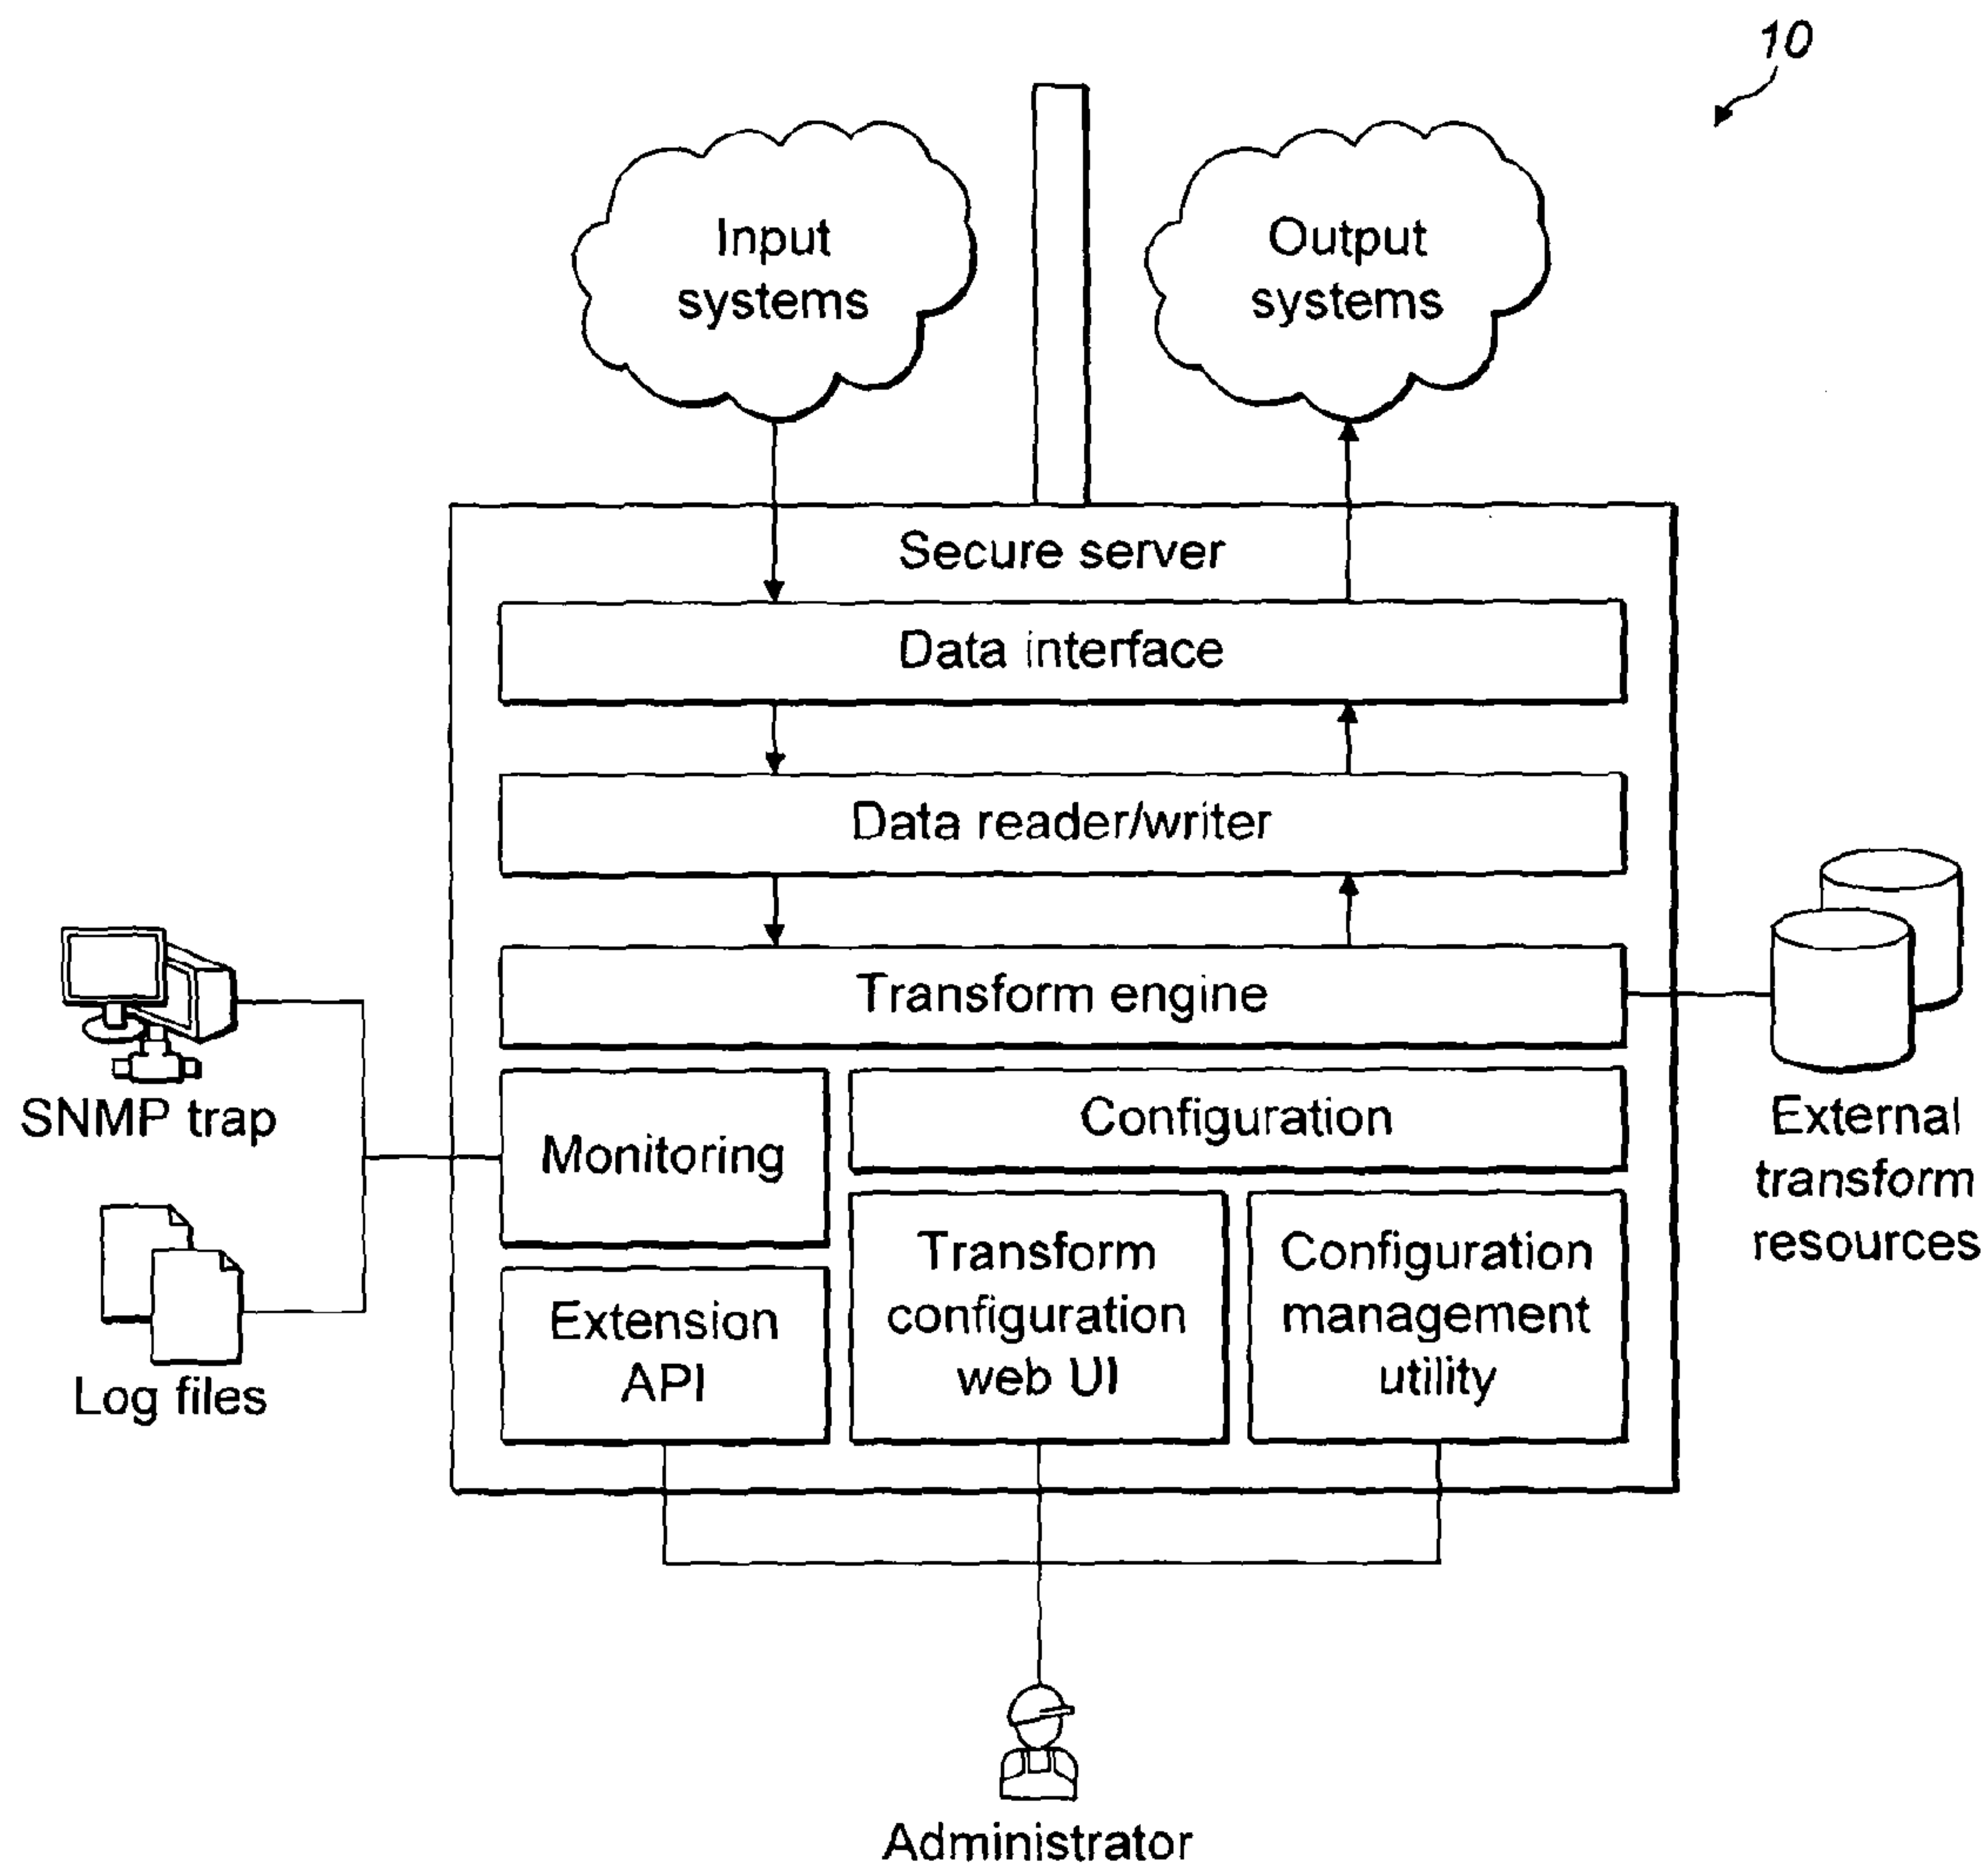 10
Input
systems
Output
systems
Secure server
Data interface
Data reader/writer
Transform engine
SNMP trap
Log files
Monitoring
Configuration
Extension
API
Transform
configuration
web UI
Configuration
management
utility
External
transform
resources
Administrator